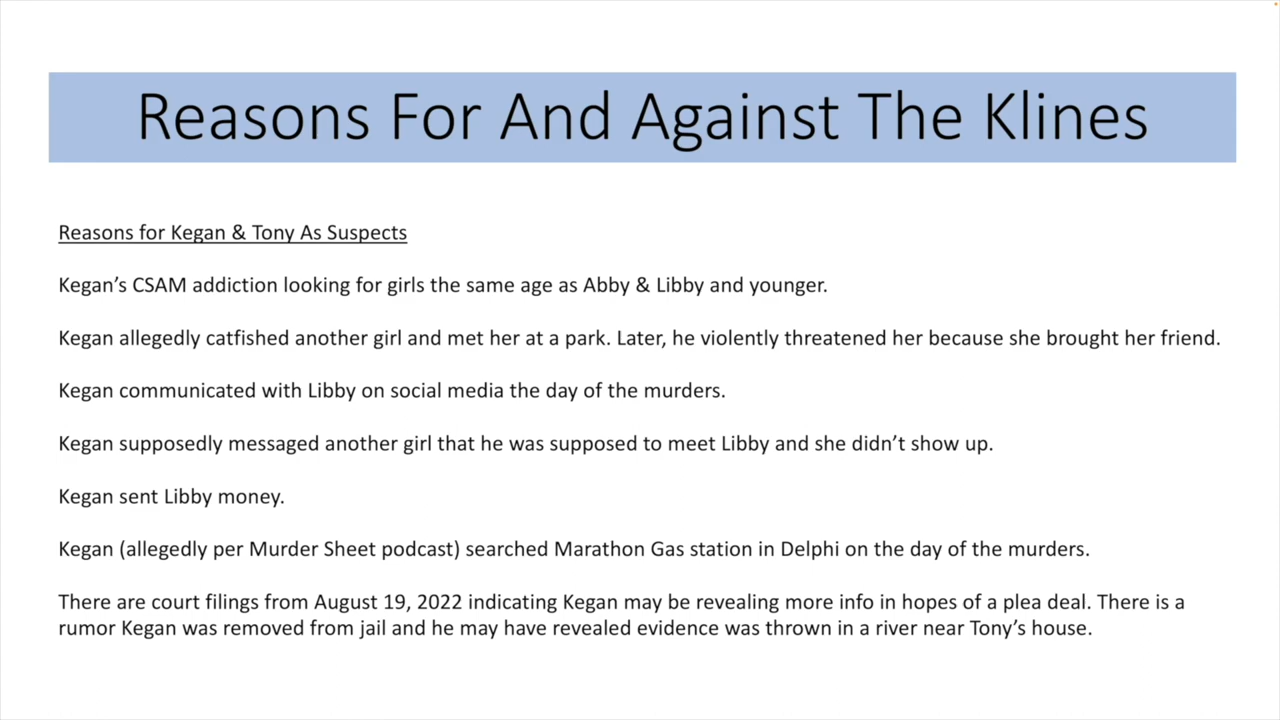 Reasons For And Against The Klines
Reasons for Kegan & Tony As Suspects
Kegan’s CSAM addiction looking for girls the same age as Abby & Libby and younger.
Kegan allegedly catfished another girl and met her at a park. Later, he violently threatened her because she brought her friend.
Kegan communicated with Libby on social media the day of the murders.
Kegan supposedly messaged another girl that he was supposed to meet Libby and she didn’t show up.
Kegan sent Libby money.
Kegan (allegedly per Murder Sheet podcast) searched Marathon Gas station in Delphi on the day of the murders.
There are court filings from August 19, 2022 indicating Kegan may be revealing more info in hopes of a plea deal. There is a
rumor Kegan was removed from jail and he may have revealed evidence was thrown in a river near Tony’s house.